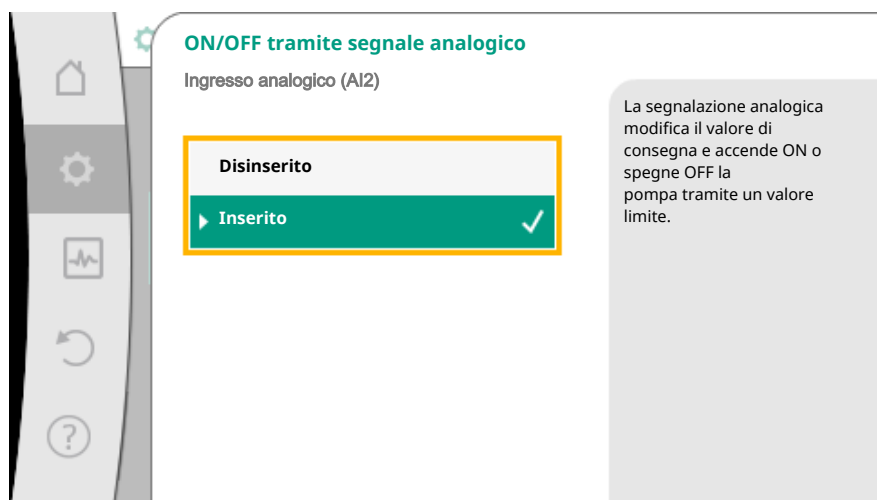 ON/OFF tramite segnale analogico
Ingresso analogico (AI2)
Disinserito
Inserito
La segnalazione analogica
modifica il valore di
consegna e accende ON o
spegne OFF la
pompa tramite un valore
limite.
?